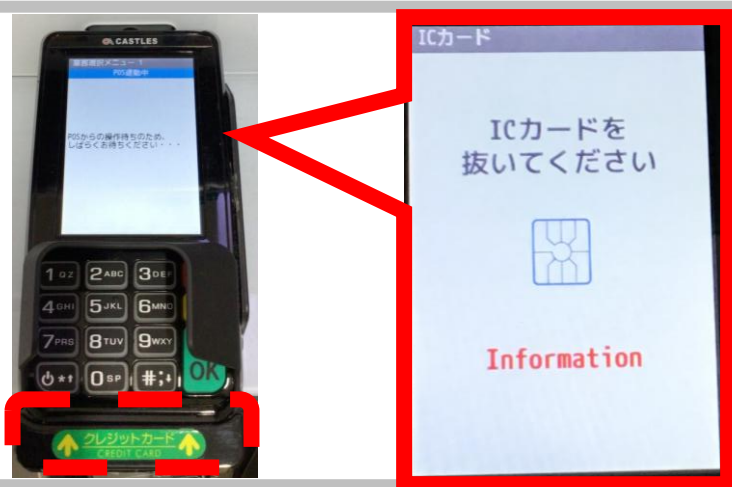 CASTLES
業務選択メニュー 1
POS連動中
POSからの操作待ちのため、
しばらくお待ちください・・・
1 QZ 2 ABC 3 DEF
4 GHI 5 JKL 6 MNO
7 PRS 8 TUV 9 WXY
* 0 SP #;, OK
クレジットカード
CREDIT CARD
ICカード
ICカードを
抜いてください
Information